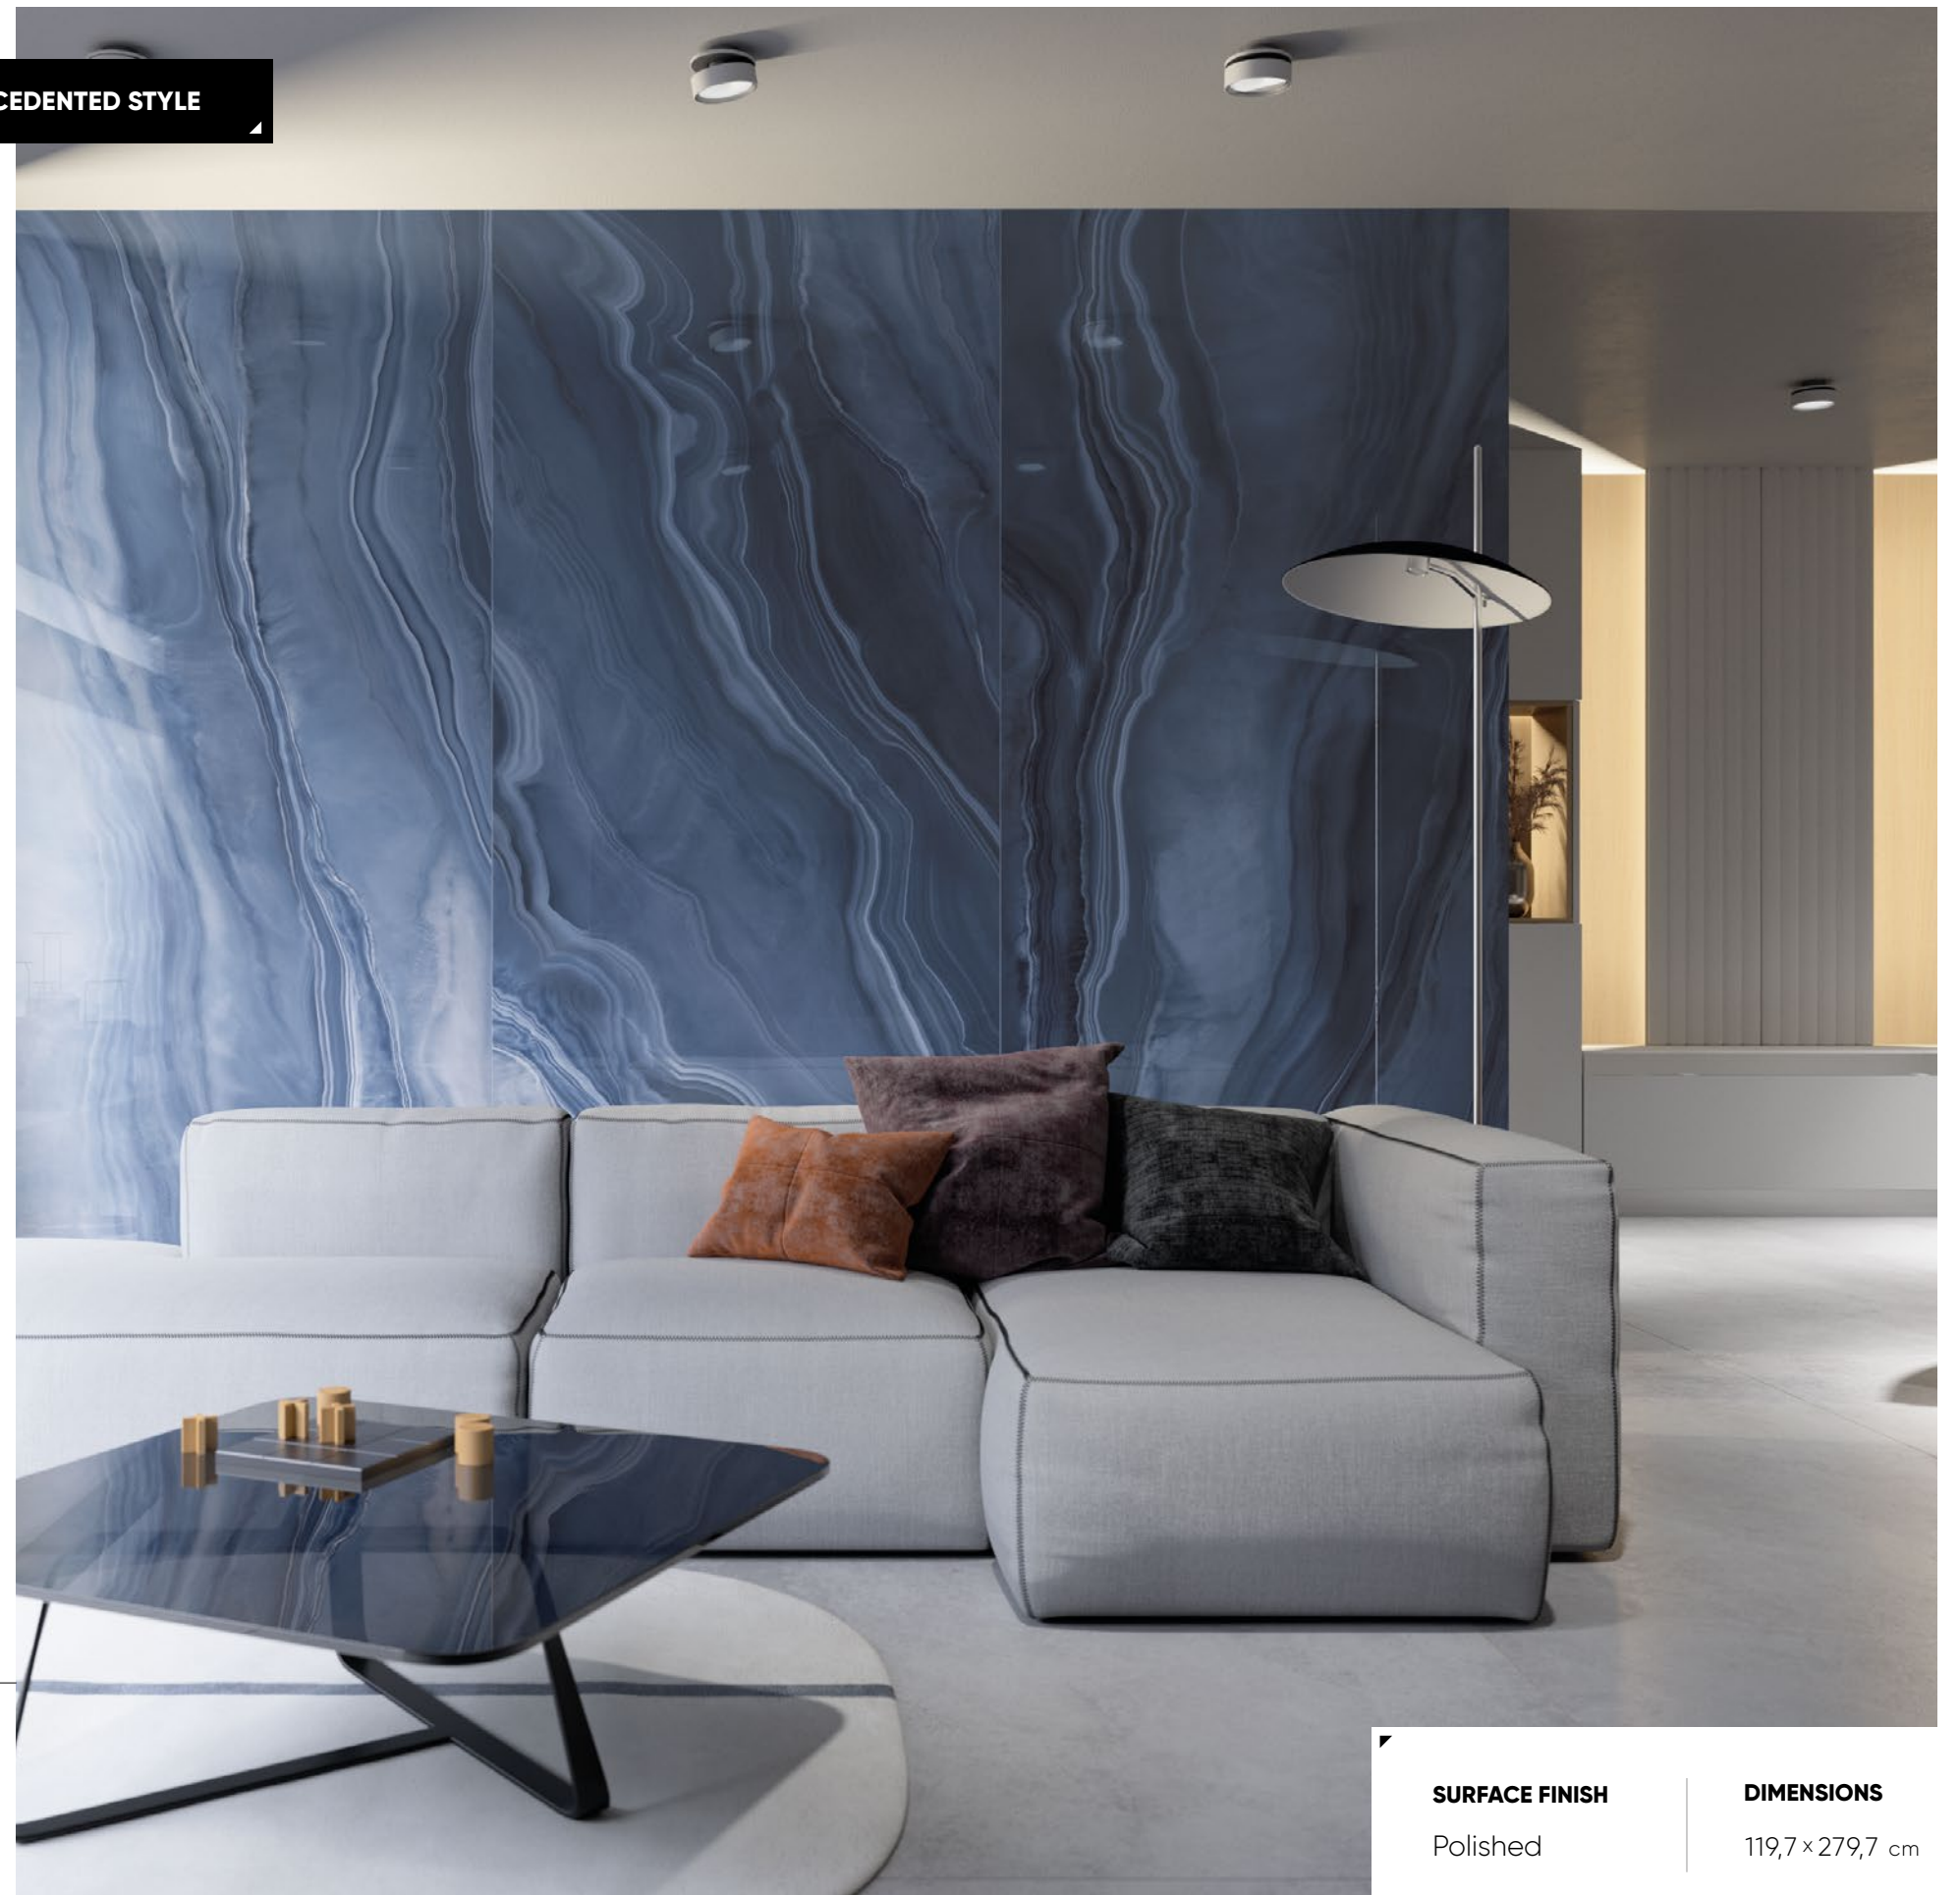 CEDENTED STYLE
SURFACE FINISH
Polished
DIMENSIONS
119,7 × 279,7 cm